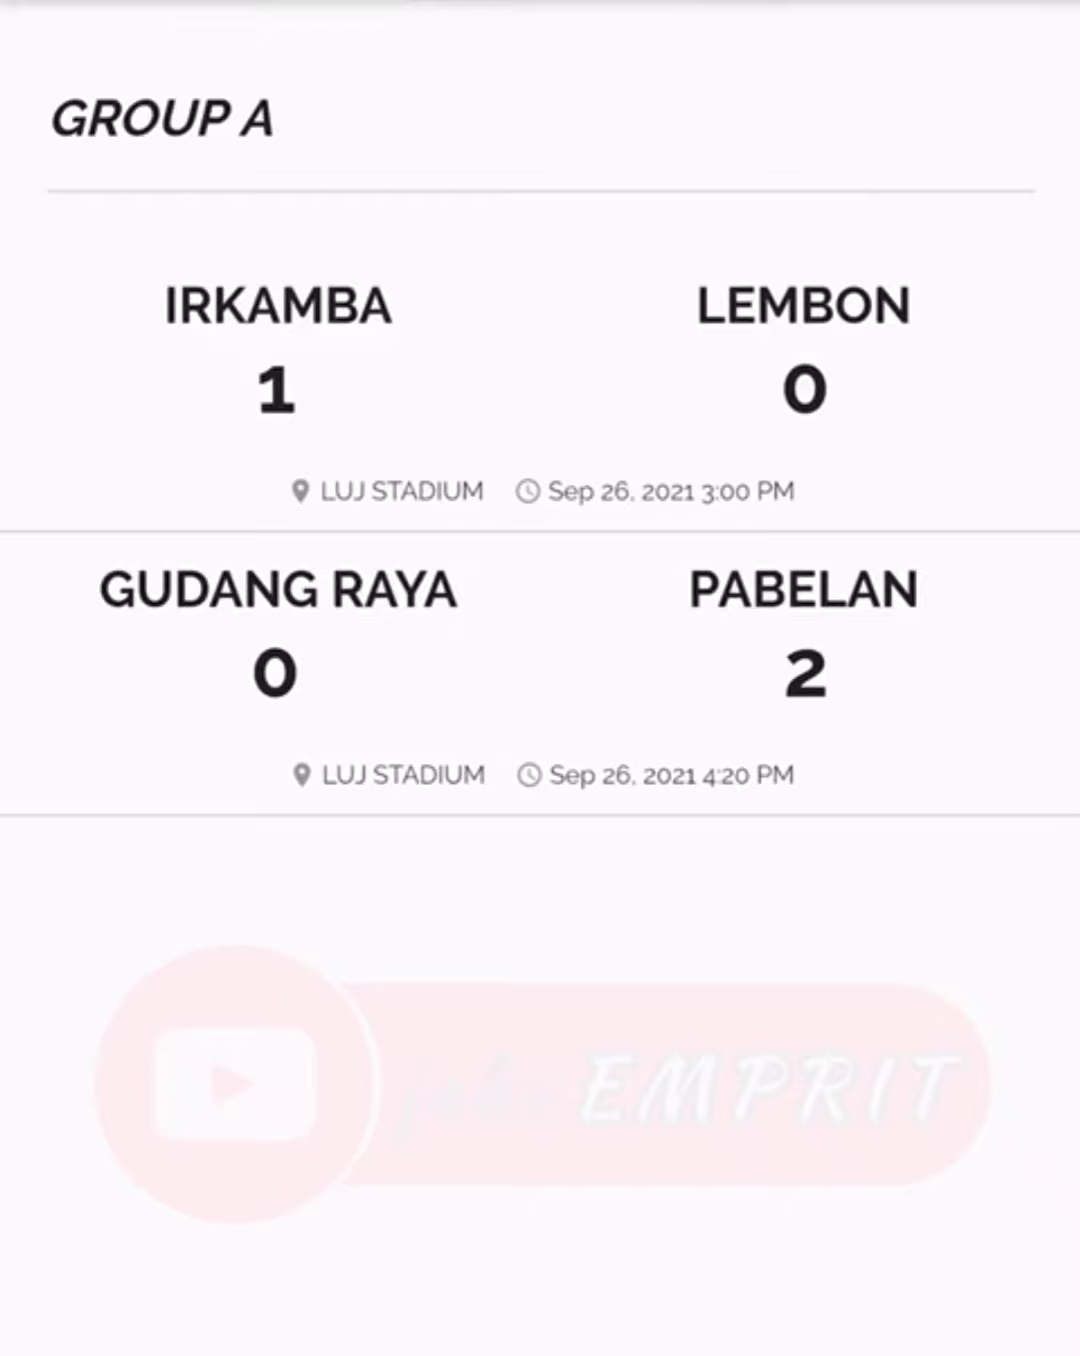 GROUP A
IRKAMBA LEMBON
1 0
LUJ STADIUM Sep 26, 2021 3:00 PM
GUDANG RAYA PABELAN
0 2
LUJ STADIUM Sep 26, 2021 4:20 PM
EMPRIT